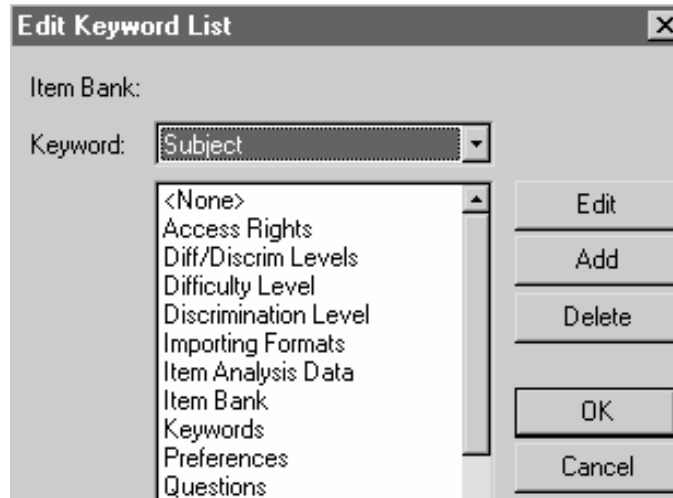 Edit Keyword List
Item Bank:
Keyword: Subject
<None>
Access Rights
Diff/Discrim Levels
Difficulty Level
Discrimination Level
Importing Formats
Item Analysis Data
Item Bank
Keywords
Preferences
Questions
Edit
Add
Delete
OK
Cancel